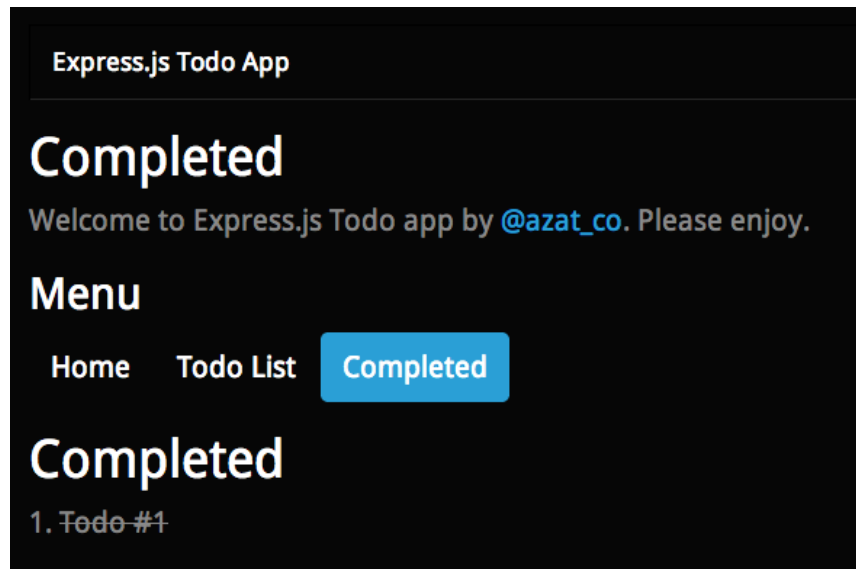 Express.js Todo App
Completed
Welcome to Express.js Todo app by @azat_co. Please enjoy.
Menu
Home Todo List Completed
Completed
1. Todo #1